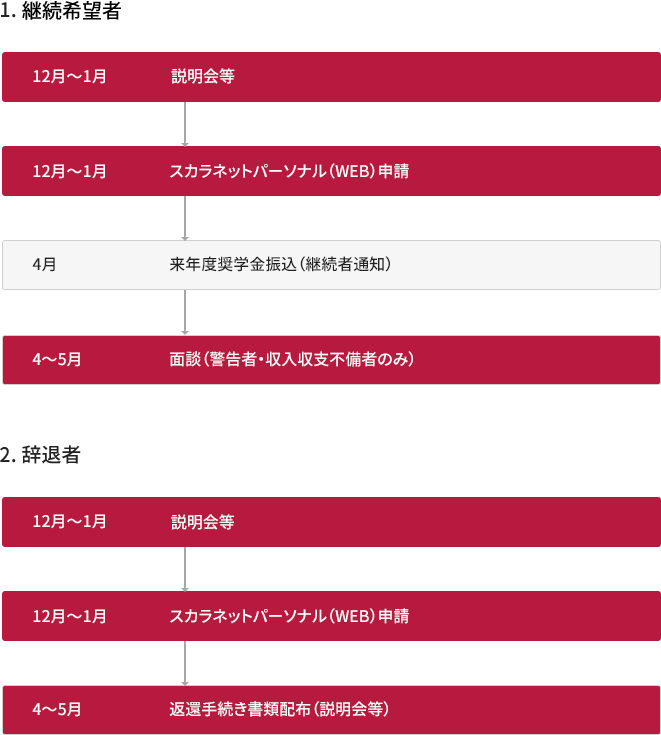 1. 継続希望者
12月～1月 説明会等
12月～1月 スカラネットパーソナル（WEB）申請
4月 来年度奨学金振込（継続者通知）
4～5月 面談（警告者・収入収支不備者のみ）
2. 辞退者
12月～1月 説明会等
12月～1月 スカラネットパーソナル（WEB）申請
4～5月 返還手続き書類配布（説明会等）